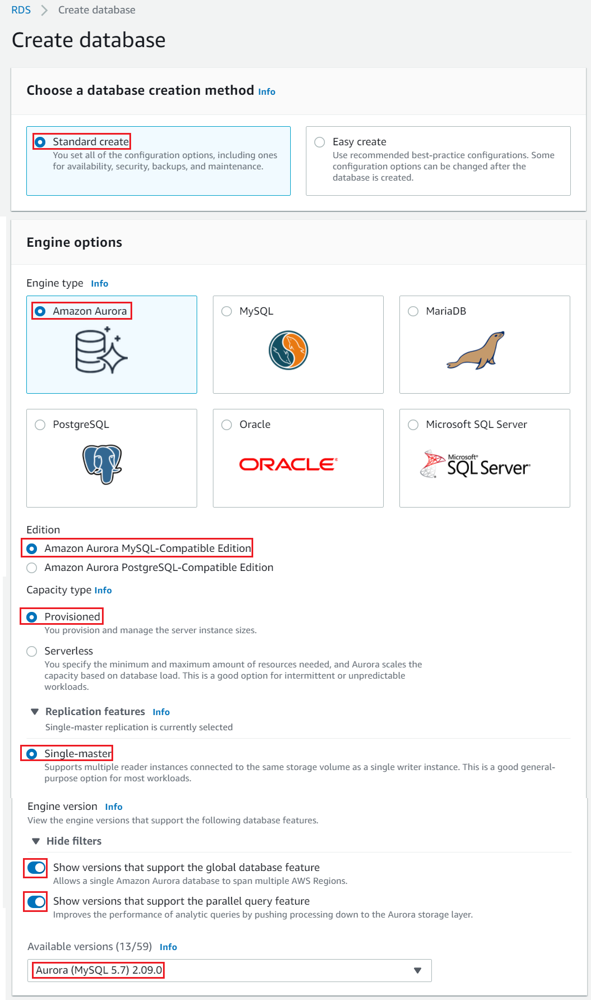 RDS > Create database
Create database
Choose a database creation method Info
Standard create
You set all of the configuration options, including ones
for availability, security, backups, and maintenance.
Easy create
Use recommended best-practice configurations. Some
configuration options can be changed after the
database is created.
Engine options
Engine type Info
Amazon Aurora
MySQL
MariaDB
PostgreSQL
Oracle
ORACLE®
Microsoft SQL Server
Microsoft®
SQL Server®
Edition
Amazon Aurora MySQL-Compatible Edition
Amazon Aurora PostgreSQL-Compatible Edition
Capacity type Info
Provisioned
You provision and manage the server instance sizes.
Serverless
You specify the minimum and maximum amount of resources needed, and Aurora scales the
capacity based on database load. This is a good option for intermittent or unpredictable
workloads.
Replication features Info
Single-master replication is currently selected
Single-master
Supports multiple reader instances connected to the same storage volume as a single writer instance. This is a good general-
purpose option for most workloads.
Engine version Info
View the engine versions that support the following database features.
Hide filters
Show versions that support the global database feature
Allows a single Amazon Aurora database to span multiple AWS Regions.
Show versions that support the parallel query feature
Improves the performance of analytic queries by pushing processing down to the Aurora storage layer.
Available versions (13/59) Info
Aurora (MySQL 5.7) 2.09.0